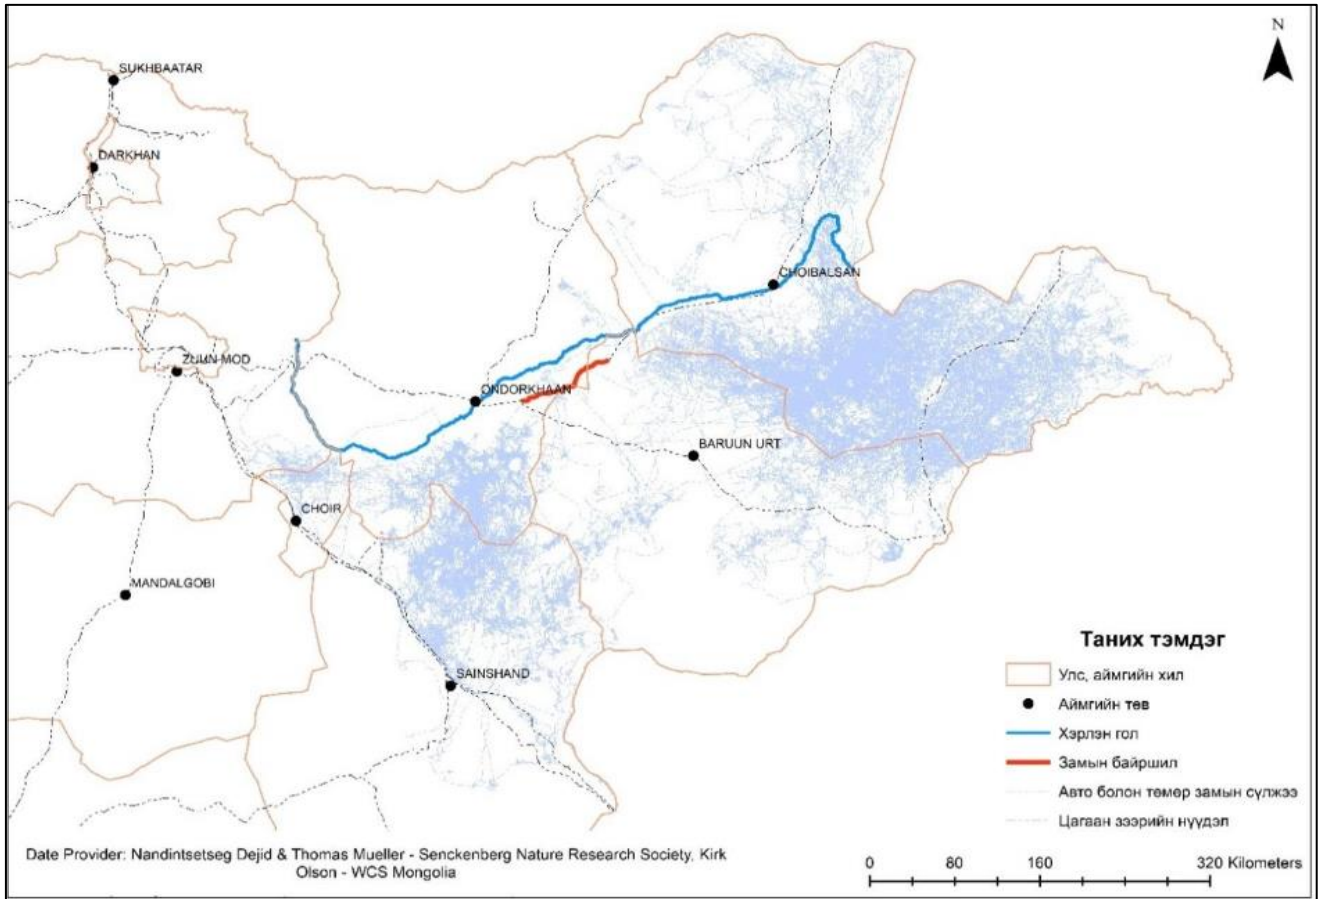 N
SUKHBAATAR
DARKHAN
CHOIBALSAN
ZUUN-MOD
ONDORKHAAN
BARUUN URT
CHOIR
MANDALGOBI
SAINSHAND
Таних тэмдэг
Улс, аймгийн хил
Аймгийн төв
Хэрлэн гол
Замын байршил
Авто болон төмөр замын сүлжээ
Цагаан зээрийн нүүдэл
Date Provider: Nandintsetseg Dejid & Thomas Mueller - Senckenberg Nature Research Society, Kirk
Olson - WCS Mongolia
0 80 160 320 Kilometers